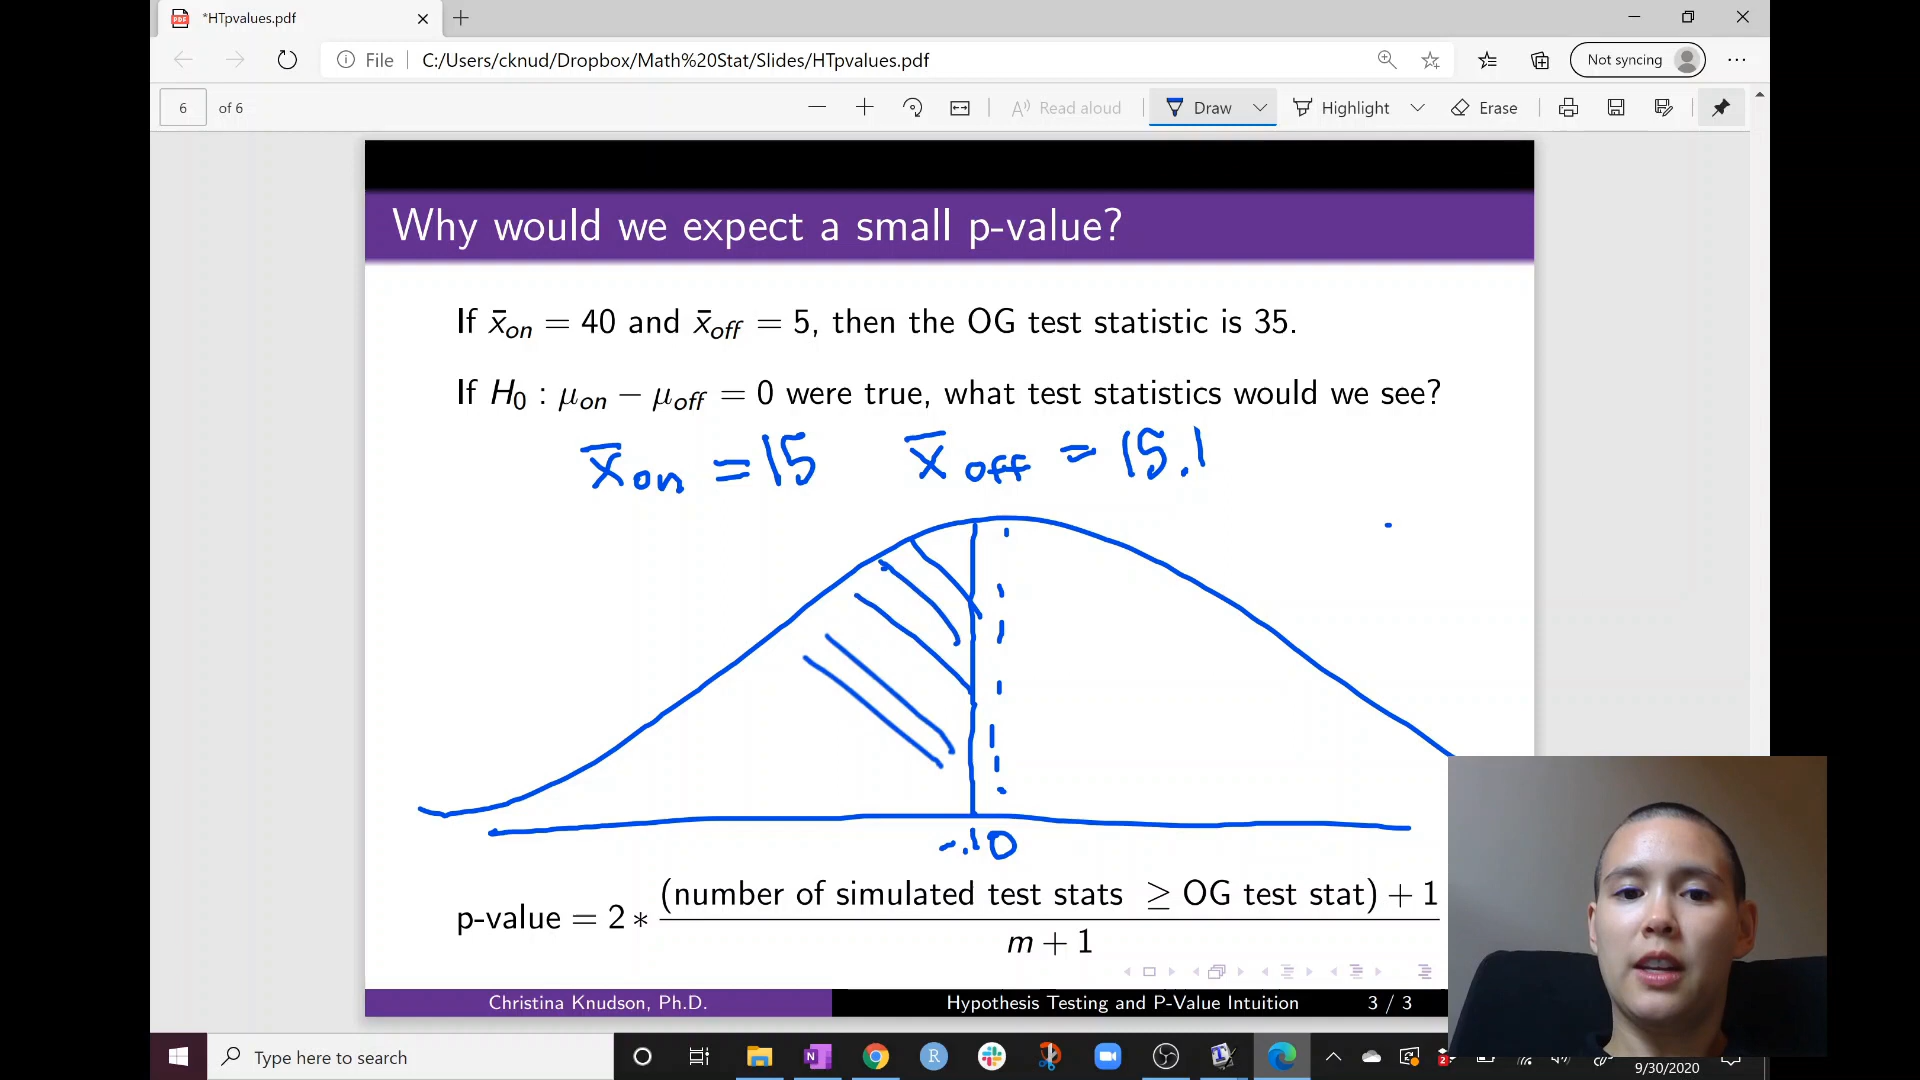 *HTpvalues.pdf
File C:/Users/cknud/Dropbox/Math%20Stat/Slides/HTpvalues.pdf Not syncing
6 of 6 Read aloud Draw Highlight Erase
Why would we expect a small p-value?
If x̄on = 40 and x̄off = 5, then the OG test statistic is 35.
If H0 : μon − μoff = 0 were true, what test statistics would we see?
x̄on = 15 x̄off = 15.1
-.1 0
p-value = 2 * (number of simulated test stats ≥ OG test stat) + 1
m + 1
Christina Knudson, Ph.D. Hypothesis Testing and P-Value Intuition 3 / 3
Type here to search
9/30/2020